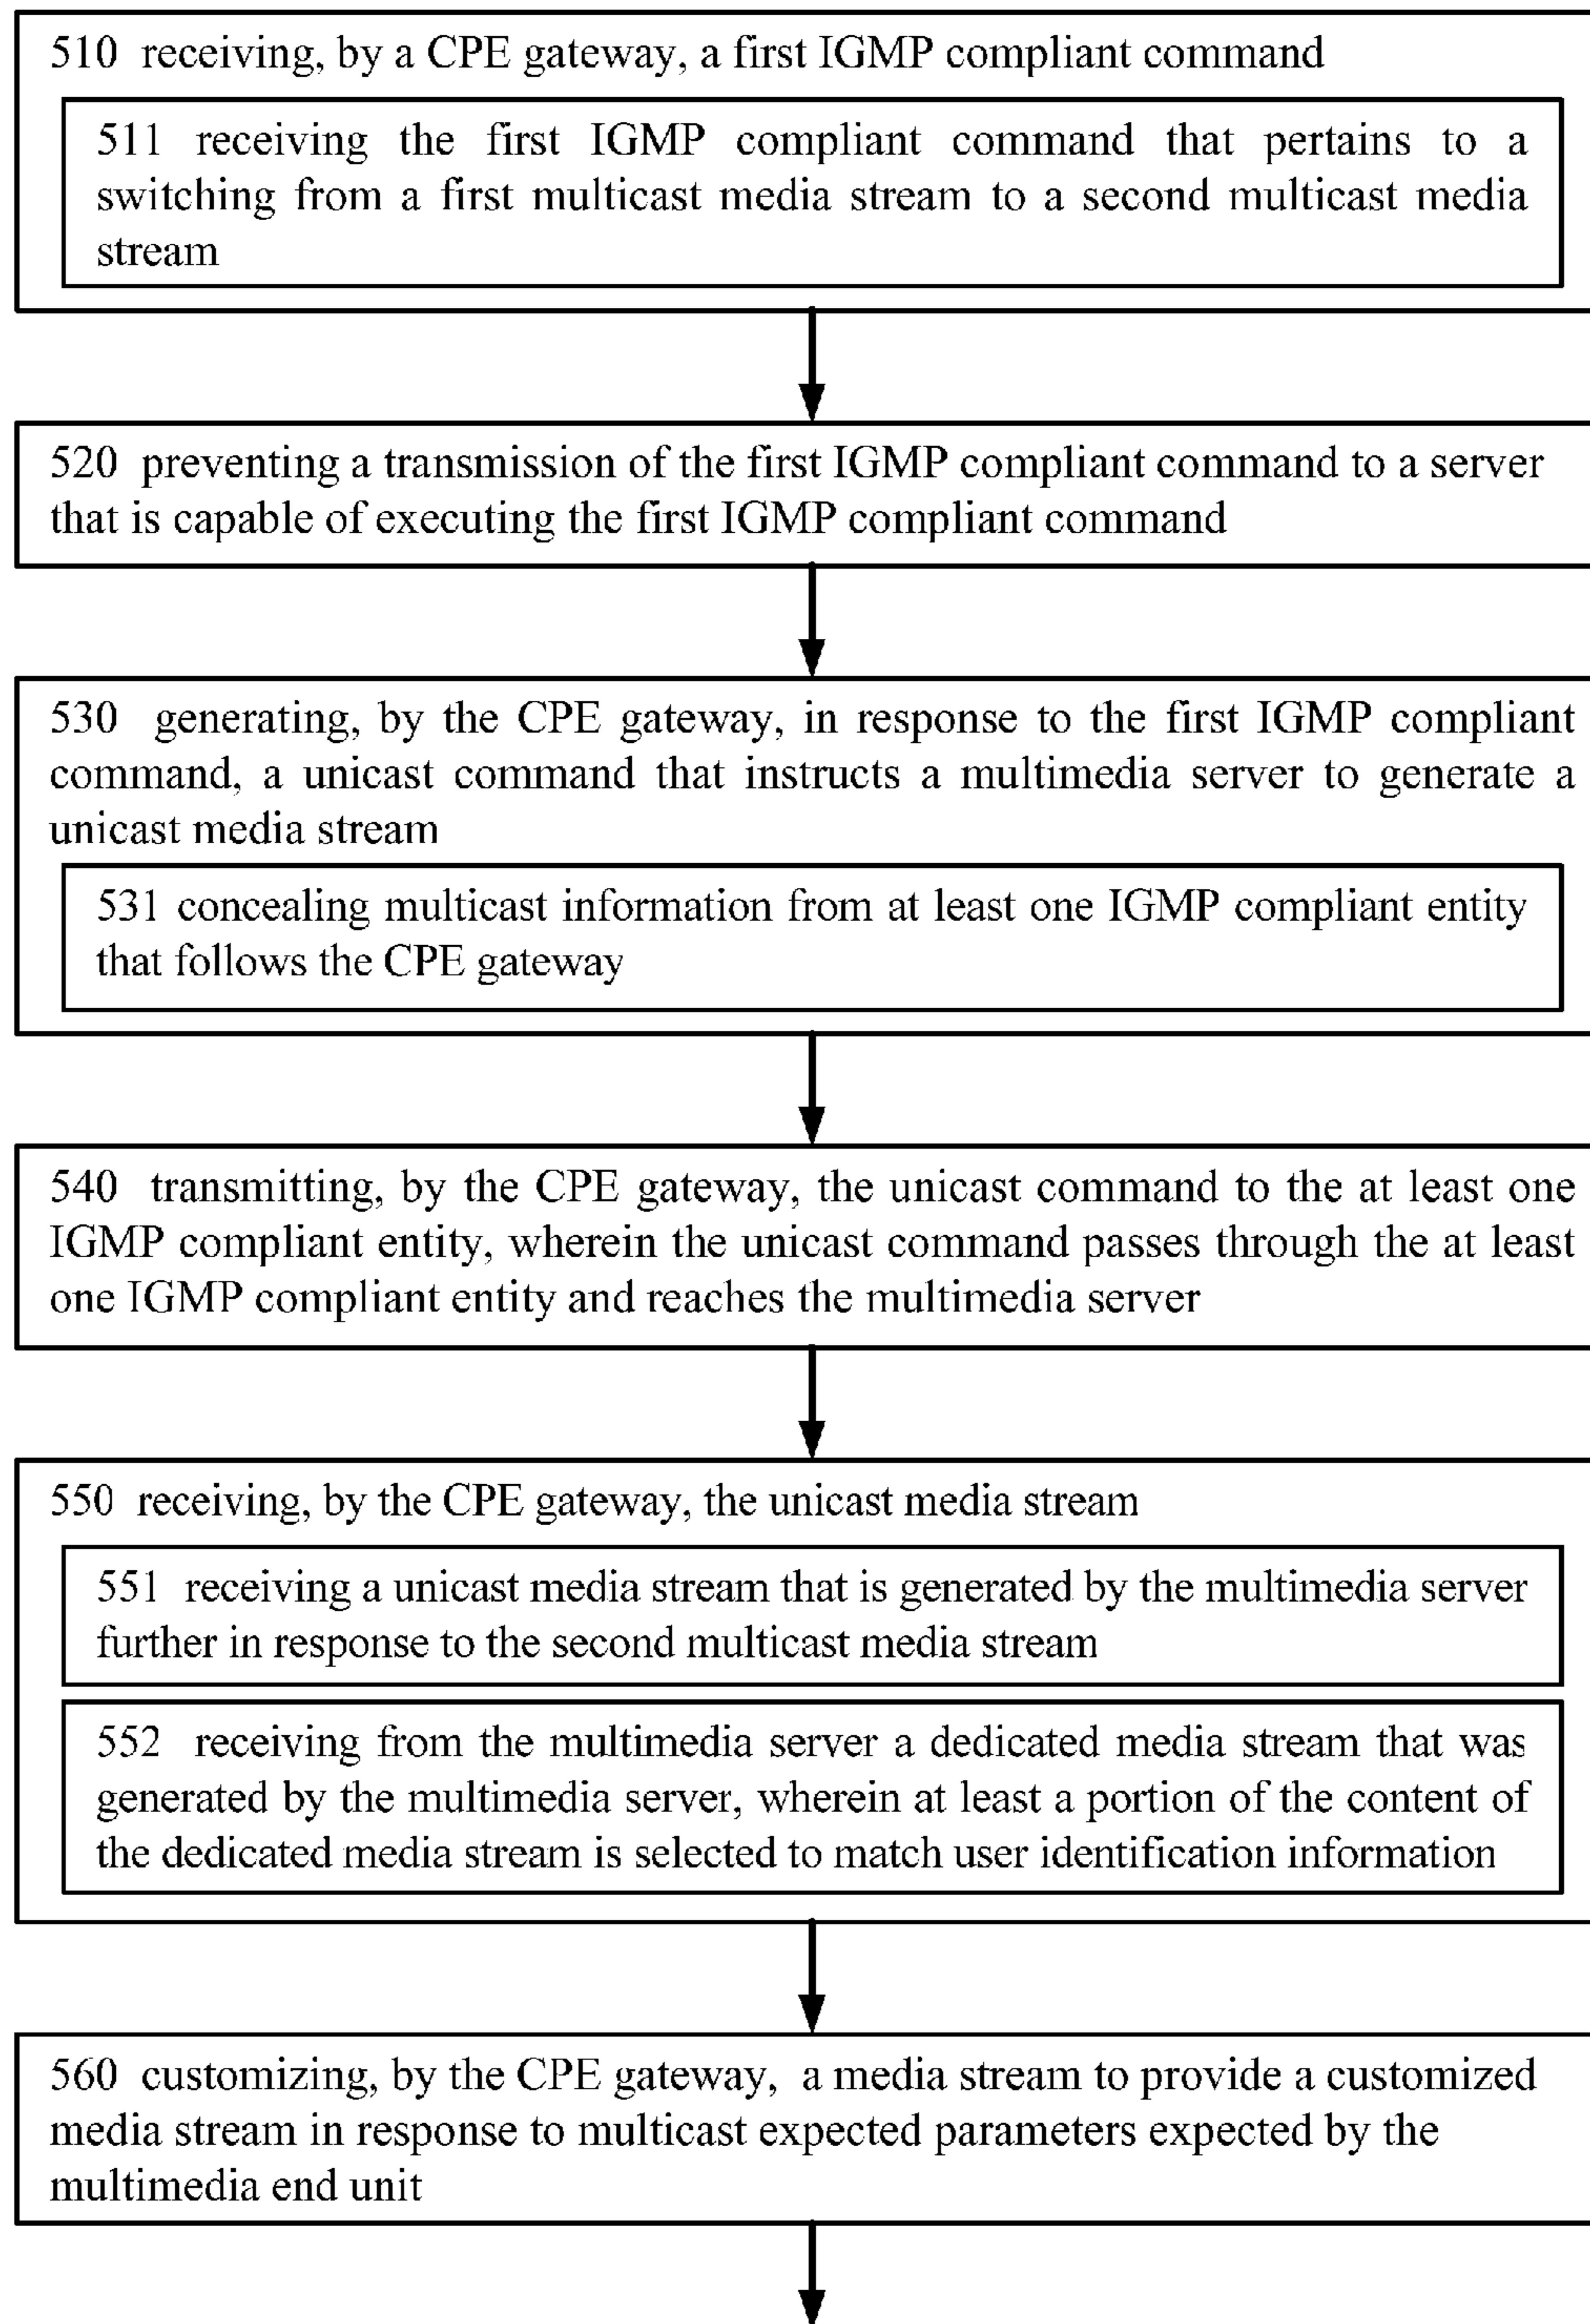 510 receiving, by a CPE gateway, a first IGMP compliant command
511 receiving the first IGMP compliant command that pertains to a
switching from a first multicast media stream to a second multicast media
stream
520 preventing a transmission of the first IGMP compliant command to a server
that is capable of executing the first IGMP compliant command
530 generating, by the CPE gateway, in response to the first IGMP compliant
command, a unicast command that instructs a multimedia server to generate a
unicast media stream
531 concealing multicast information from at least one IGMP compliant entity
that follows the CPE gateway
540 transmitting, by the CPE gateway, the unicast command to the at least one
IGMP compliant entity, wherein the unicast command passes through the at least
one IGMP compliant entity and reaches the multimedia server
550 receiving, by the CPE gateway, the unicast media stream
551 receiving a unicast media stream that is generated by the multimedia server
further in response to the second multicast media stream
552 receiving from the multimedia server a dedicated media stream that was
generated by the multimedia server, wherein at least a portion of the content of
the dedicated media stream is selected to match user identification information
560 customizing, by the CPE gateway, a media stream to provide a customized
media stream in response to multicast expected parameters expected by the
multimedia end unit